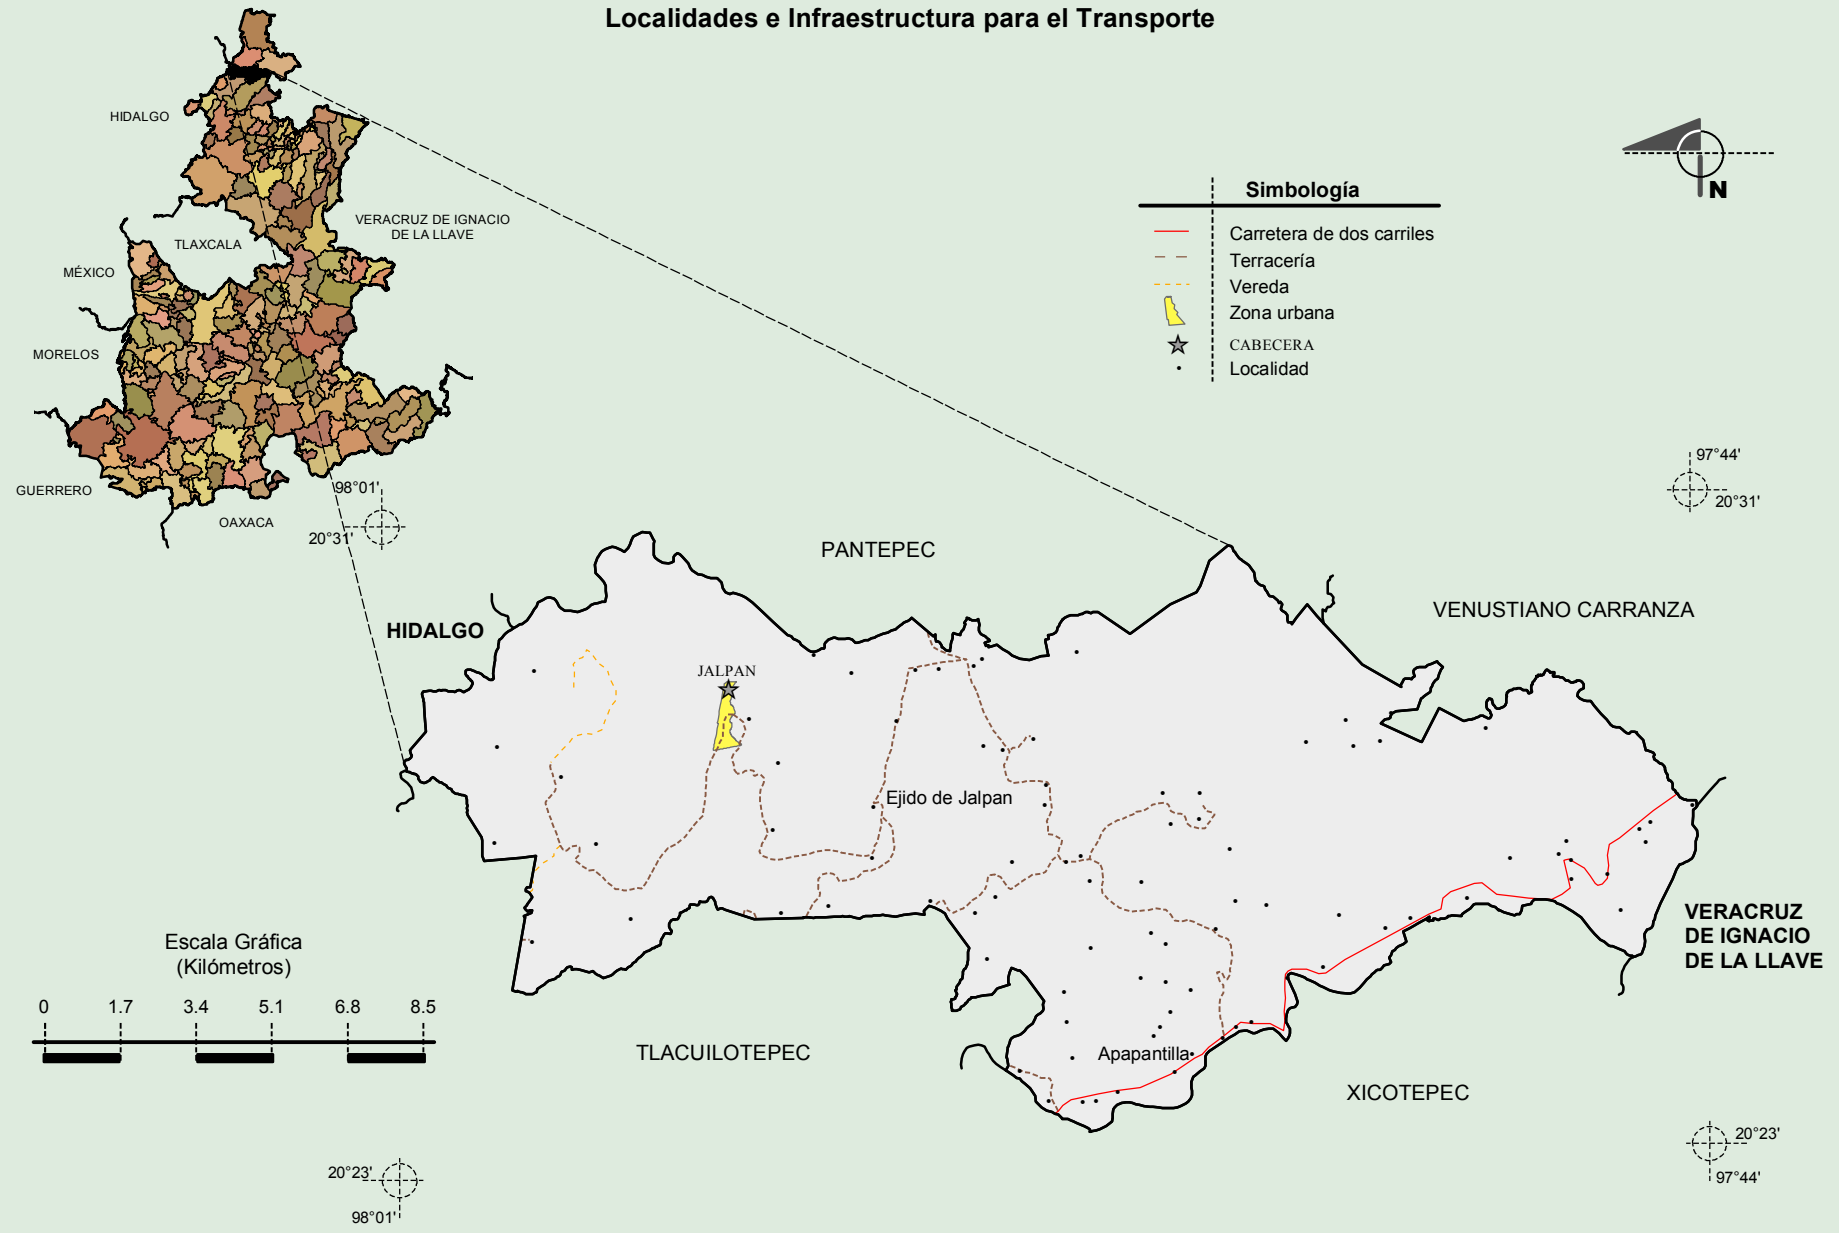 Localidades e Infraestructura para el Transporte
HIDALGO
VERACRUZ DE IGNACIO
DE LA LLAVE
TLAXCALA
MÉXICO
MORELOS
GUERRERO
OAXACA
N
Simbología
Carretera de dos carriles
Terracería
Vereda
Zona urbana
CABECERA
Localidad
98°01'
20°31'
97°44'
20°31'
PANTEPEC
VENUSTIANO CARRANZA
HIDALGO
JALPAN
Ejido de Jalpan
VERACRUZ
DE IGNACIO
DE LA LLAVE
Escala Gráfica
(Kilómetros)
0 1.7 3.4 5.1 6.8 8.5
TLACUILOTEPEC
Apapantilla
XICOTEPEC
20°23'
97°44'
20°23'
98°01'